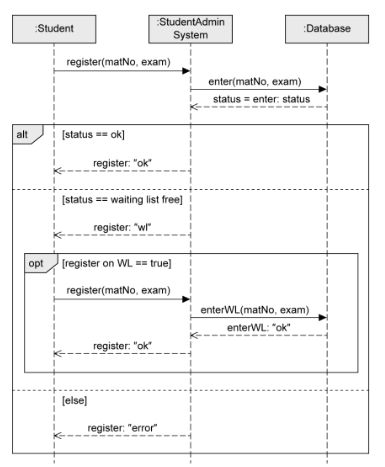 :Student
:StudentAdmin
System
:Database
register(matNo, exam)
enter(matNo, exam)
status = enter: status
alt
[status == ok]
register: "ok"
[status == waiting list free]
register: "wl"
opt
[register on WL == true]
register(matNo, exam)
enterWL(matNo, exam)
enterWL: "ok"
register: "ok"
[else]
register: "error"